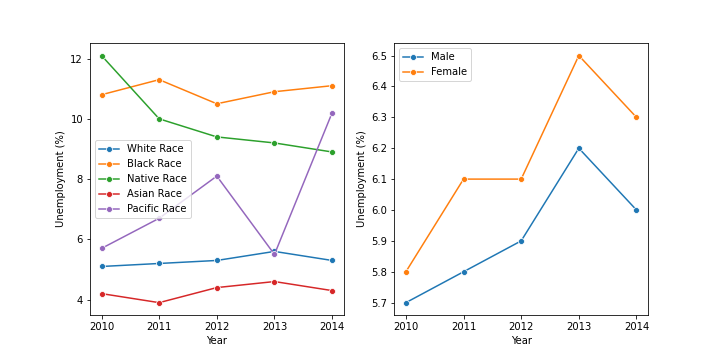 12
10
8
6
4
Unemployment (%)
White Race
Black Race
Native Race
Asian Race
Pacific Race
2010 2011 2012 2013 2014
Year
6.5
6.4
6.3
6.2
6.1
6.0
5.9
5.8
5.7
Unemployment (%)
Male
Female
2010 2011 2012 2013 2014
Year